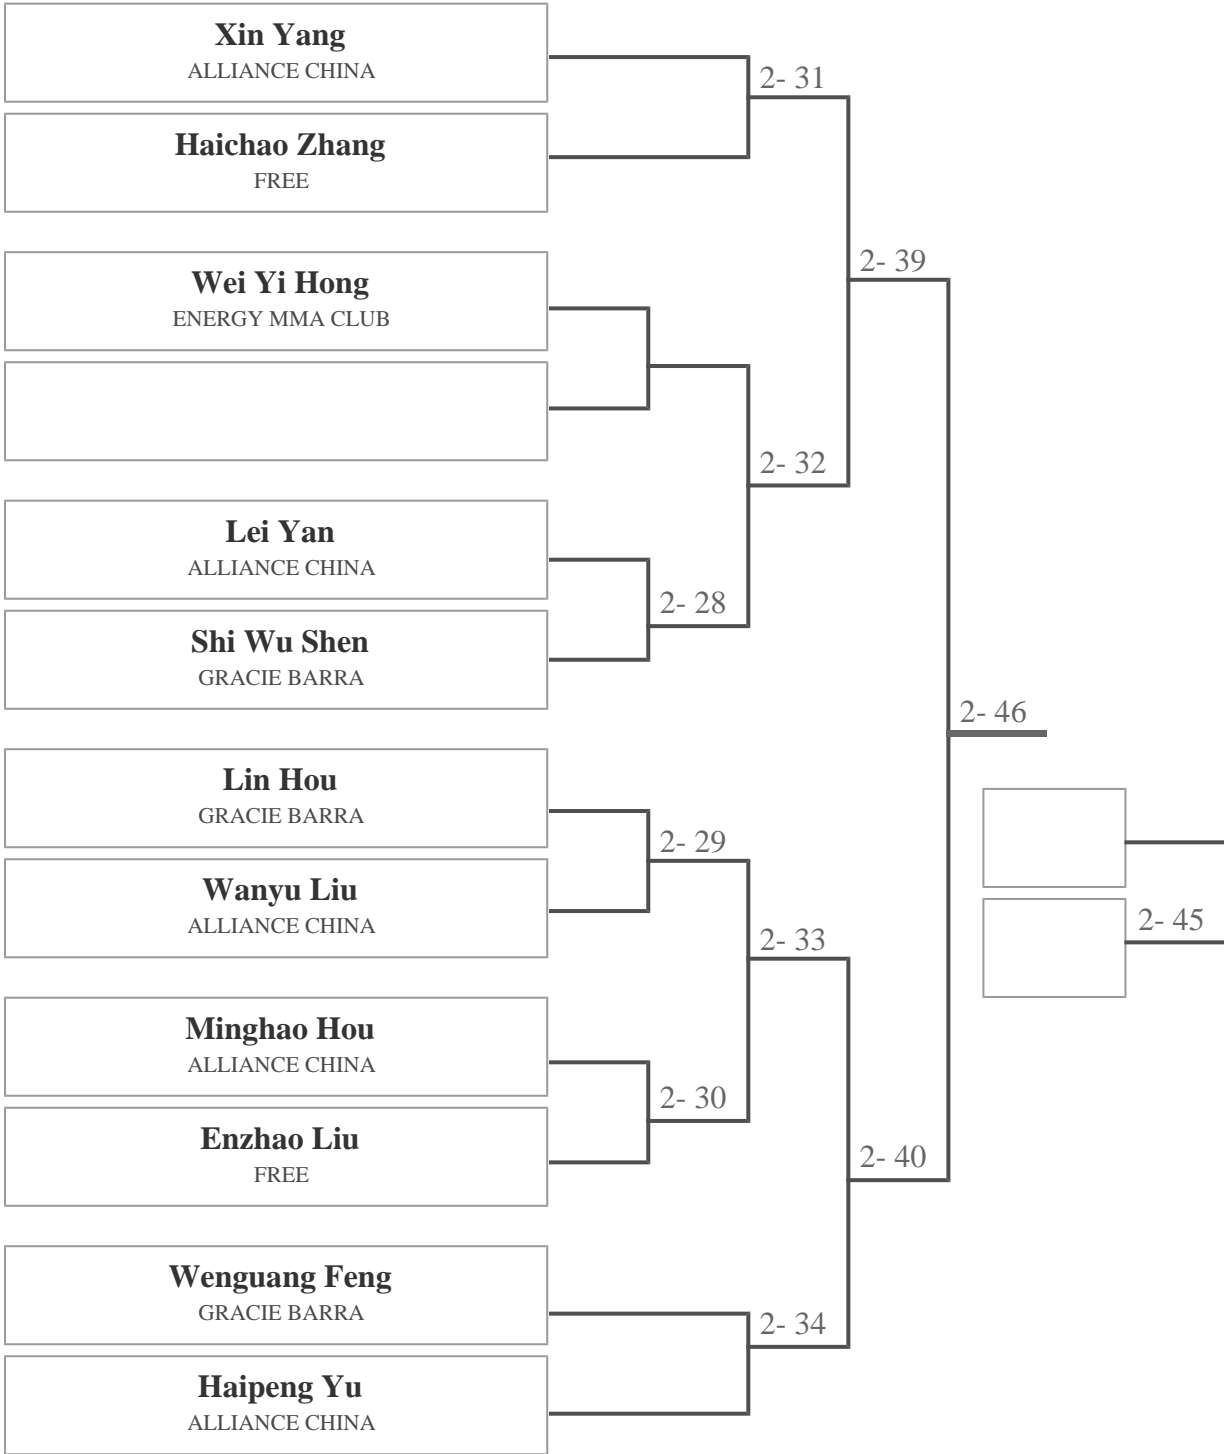 Xin Yang
ALLIANCE CHINA
2- 31
Haichao Zhang
FREE
2- 39
Wei Yi Hong
ENERGY MMA CLUB
2- 32
Lei Yan
ALLIANCE CHINA
2- 28
Shi Wu Shen
GRACIE BARRA
2- 46
Lin Hou
GRACIE BARRA
2- 29
Wanyu Liu
ALLIANCE CHINA
2- 45
2- 33
Minghao Hou
ALLIANCE CHINA
2- 30
Enzhao Liu
FREE
2- 40
Wenguang Feng
GRACIE BARRA
2- 34
Haipeng Yu
ALLIANCE CHINA